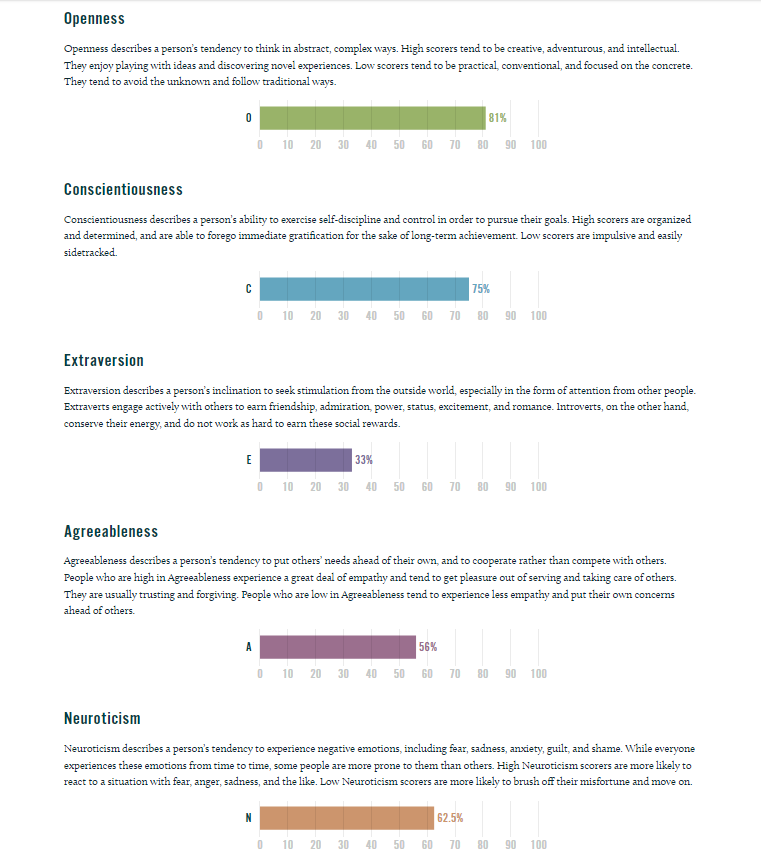 Openness
Openness describes a person's tendency to think in abstract, complex ways. High scorers tend to be creative, adventurous, and intellectual.
They enjoy playing with ideas and discovering novel experiences. Low scorers tend to be practical, conventional, and focused on the concrete.
They tend to avoid the unknown and follow traditional ways.
O 81%
0 10 20 30 40 50 60 70 80 90 100
Conscientiousness
Conscientiousness describes a person's ability to exercise self-discipline and control in order to pursue their goals. High scorers are organized
and determined, and are able to forego immediate gratification for the sake of long-term achievement. Low scorers are impulsive and easily
sidetracked.
C 75%
0 10 20 30 40 50 60 70 80 90 100
Extraversion
Extraversion describes a person's inclination to seek stimulation from the outside world, especially in the form of attention from other people.
Extraverts engage actively with others to earn friendship, admiration, power, status, excitement, and romance. Introverts, on the other hand,
conserve their energy, and do not work as hard to earn these social rewards.
E 33%
0 10 20 30 40 50 60 70 80 90 100
Agreeableness
Agreeableness describes a person's tendency to put others' needs ahead of their own, and to cooperate rather than compete with others.
People who are high in Agreeableness experience a great deal of empathy and tend to get pleasure out of serving and taking care of others.
They are usually trusting and forgiving. People who are low in Agreeableness tend to experience less empathy and put their own concerns
ahead of others.
A 56%
0 10 20 30 40 50 60 70 80 90 100
Neuroticism
Neuroticism describes a person's tendency to experience negative emotions, including fear, sadness, anxiety, guilt, and shame. While everyone
experiences these emotions from time to time, some people are more prone to them than others. High Neuroticism scorers are more likely to
react to a situation with fear, anger, sadness, and the like. Low Neuroticism scorers are more likely to brush off their misfortune and move on.
N 62.5%
0 10 20 30 40 50 60 70 80 90 100